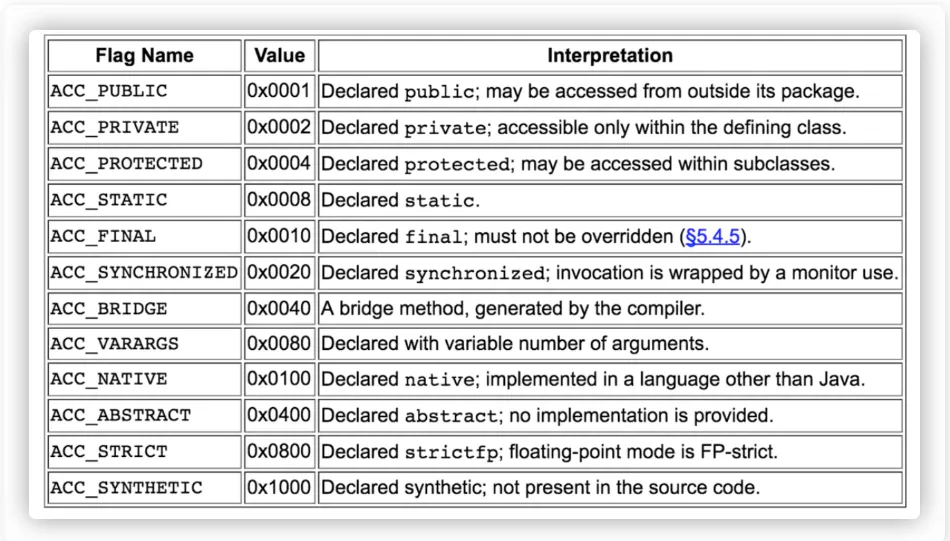 Flag Name Value Interpretation
ACC_PUBLIC 0x0001 Declared public; may be accessed from outside its package.
ACC_PRIVATE 0x0002 Declared private; accessible only within the defining class.
ACC_PROTECTED 0x0004 Declared protected; may be accessed within subclasses.
ACC_STATIC 0x0008 Declared static.
ACC_FINAL 0x0010 Declared final; must not be overridden (§5.4.5).
ACC_SYNCHRONIZED 0x0020 Declared synchronized; invocation is wrapped by a monitor use.
ACC_BRIDGE 0x0040 A bridge method, generated by the compiler.
ACC_VARARGS 0x0080 Declared with variable number of arguments.
ACC_NATIVE 0x0100 Declared native; implemented in a language other than Java.
ACC_ABSTRACT 0x0400 Declared abstract; no implementation is provided.
ACC_STRICT 0x0800 Declared strictfp; floating-point mode is FP-strict.
ACC_SYNTHETIC 0x1000 Declared synthetic; not present in the source code.